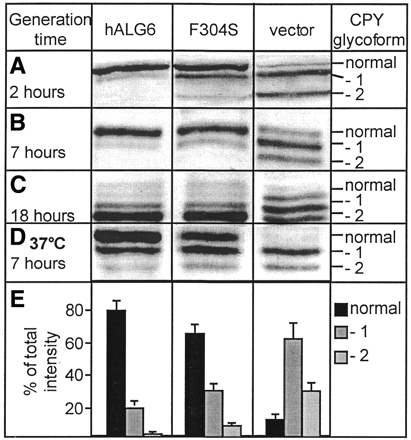 Generation time hALG6 F304S vector CPY glycoform
A 2 hours normal - 1 - 2
B 7 hours normal - 1 - 2
C 18 hours normal - 1 - 2
D 37°C 7 hours normal - 1 - 2
E
% of total intensity
80
60
40
20
normal
- 1
- 2